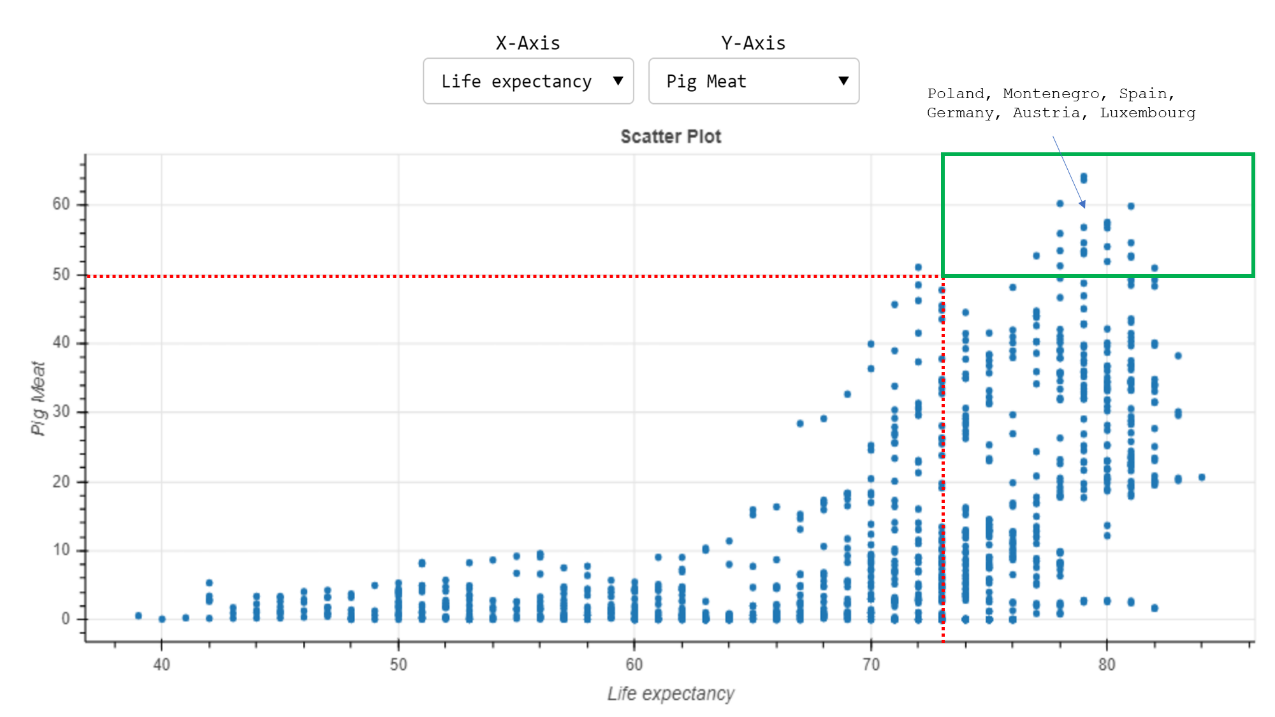 X-Axis
Y-Axis
Life expectancy ▼
Pig Meat ▼
Poland, Montenegro, Spain,
Germany, Austria, Luxembourg
Scatter Plot
60
50
40
30
20
10
0
Pig Meat
40
50
60
70
80
Life expectancy